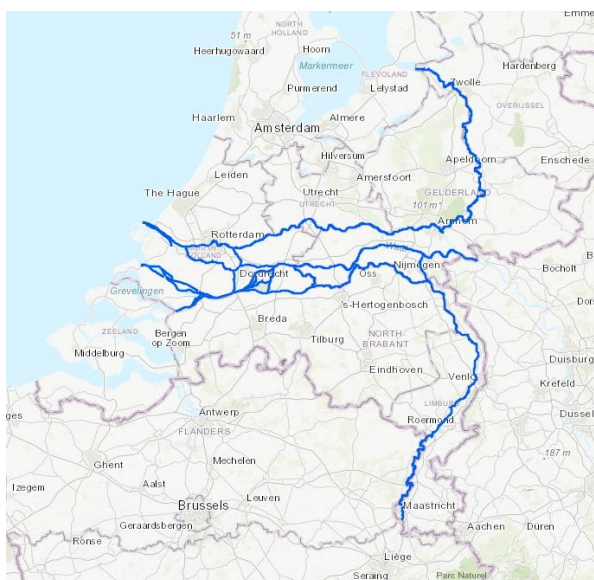 NORTH
HOLLAND
Emme
51 m
Hoorn
Heerhugowaard
Markermeer
Hardenberg
FLEVOLAND
Zwolle
Purmerend
Lelystad
OVERIJSSEL
Haarlem
Almere
Amsterdam
Hilversum
Apeldoorn
Enschede
Leiden
Amersfoort
The Hague
Utrecht
GELDERLAND
UTRECHT
101 m
Arnhem
Rotterdam
Nijmegen
Bocholt
Dordrecht
Oss
Grevelingen
's-Hertogenbosch
Dor
ZEELAND
Breda
Bergen
op Zoom
Tilburg
NORTH
BRABANT
Middelburg
Duisburg
Eindhoven
Venlo
Krefeld
LIMBURG
ges
Antwerp
Roermond
Dussel
FLANDERS
Ghent
Mechelen
187 m
Aalst
Izegem
Leuven
Brussels
Maastricht
Geraardsbergen
Aachen
Düren
Ronse
Liège
Seraing
Parc Naturel